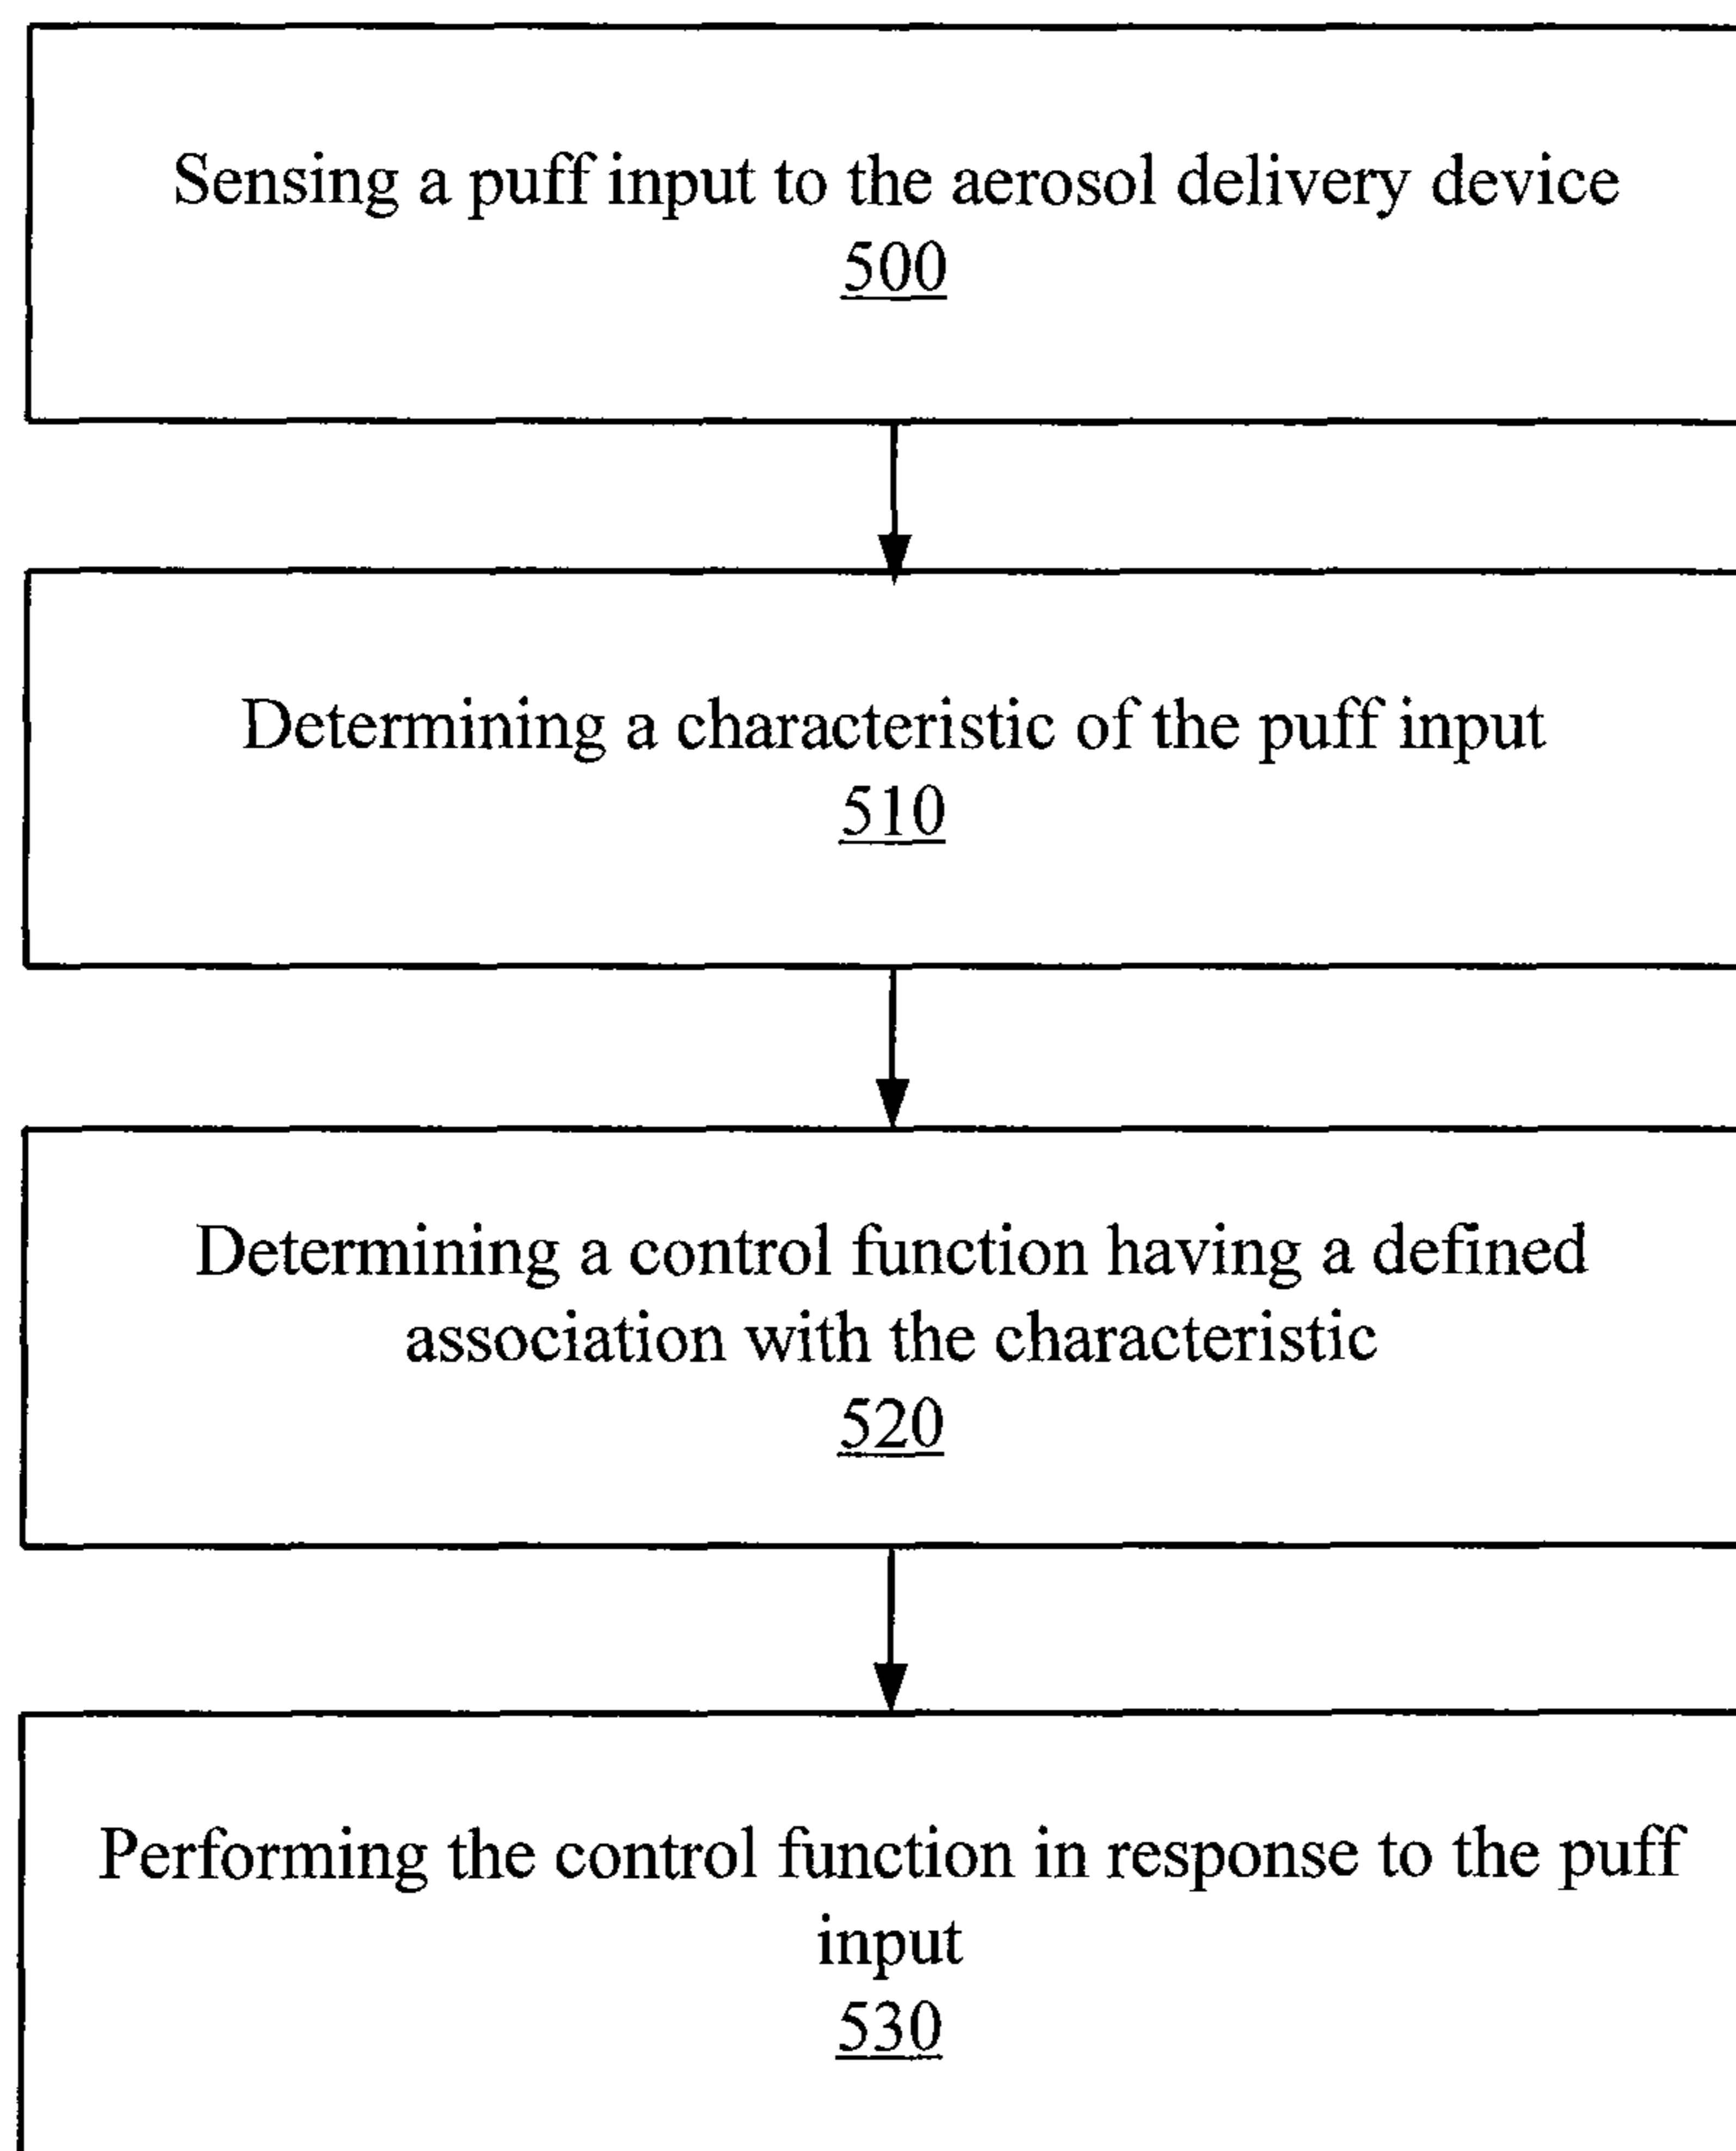 Sensing a puff input to the aerosol delivery device
500
Determining a characteristic of the puff input
510
Determining a control function having a defined
association with the characteristic
520
Performing the control function in response to the puff
input
530